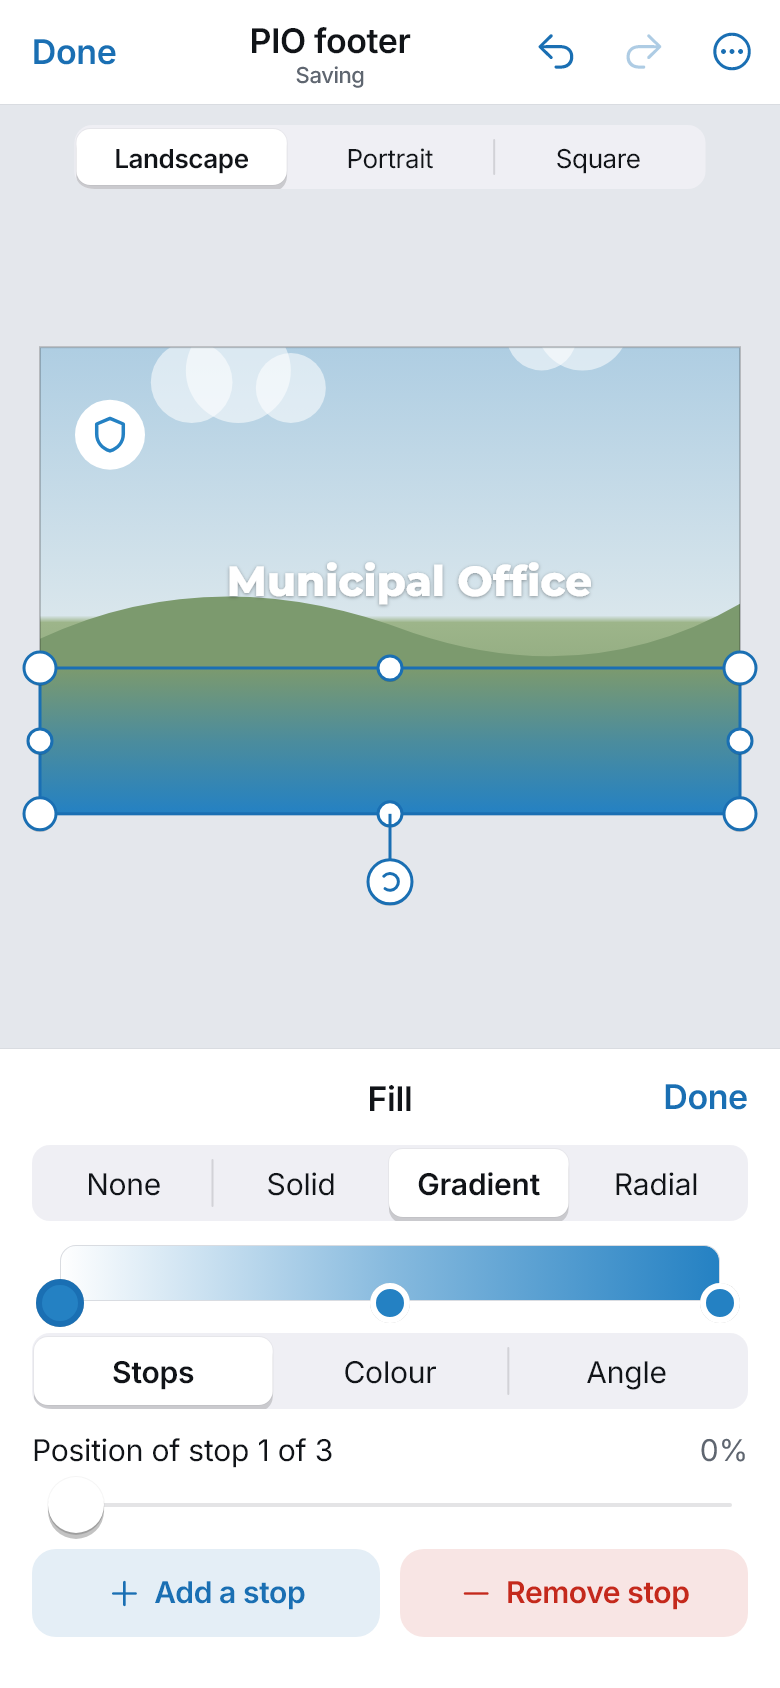 Done
PIO footer
Saving
Landscape
Portrait
Square
Municipal Office
Fill
Done
None
Solid
Gradient
Radial
Stops
Colour
Angle
Position of stop 1 of 3
0%
Add a stop
Remove stop